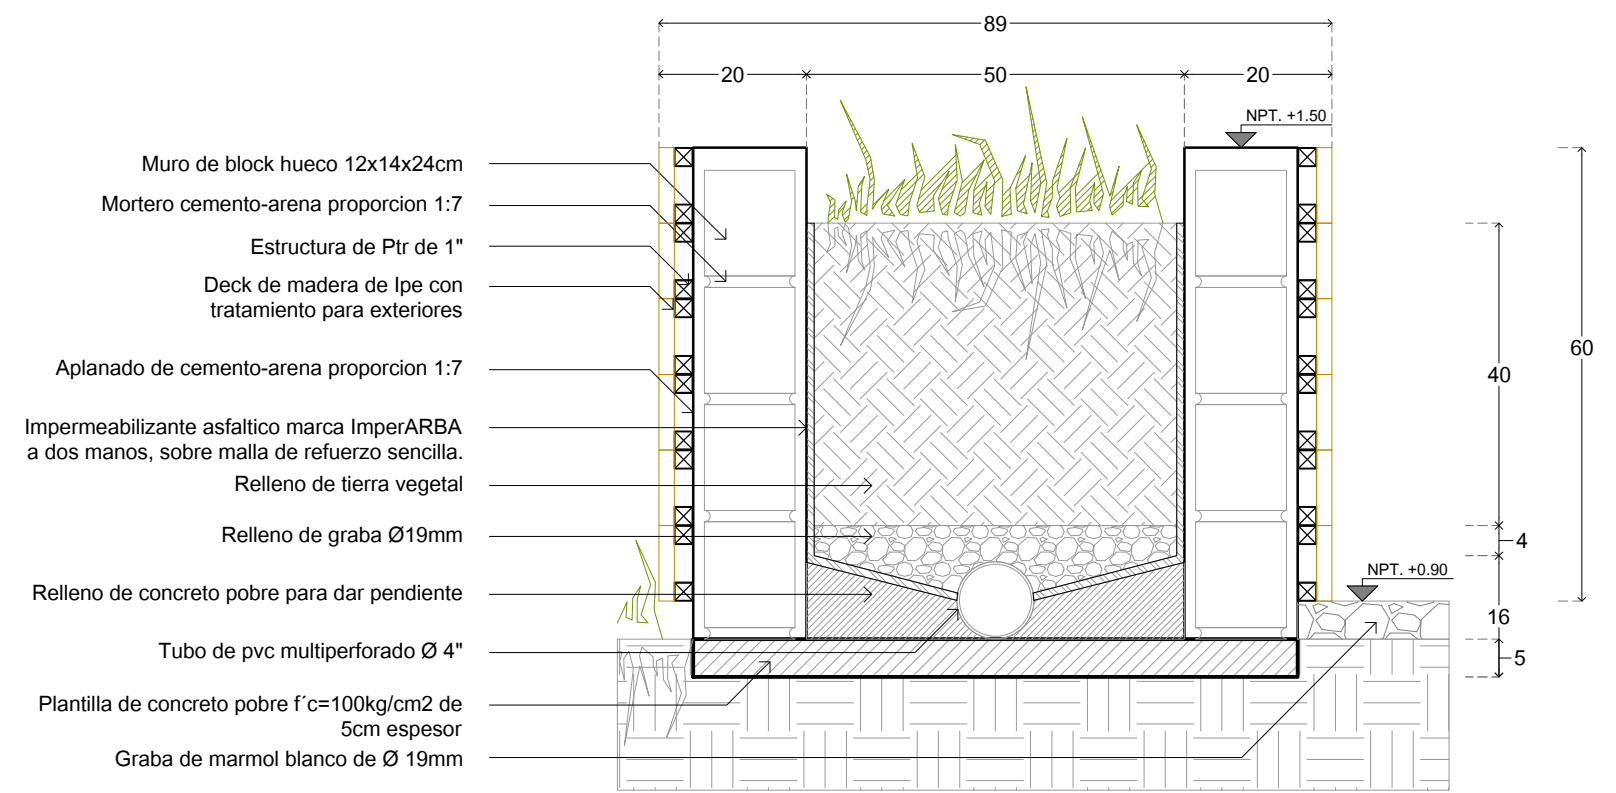 89
20
50
20
NPT. +1.50
Muro de block hueco 12x14x24cm
Mortero cemento-arena proporcion 1:7
Estructura de Ptr de 1"
Deck de madera de Ipe con
tratamiento para exteriores
Aplanado de cemento-arena proporcion 1:7
Impermeabilizante asfaltico marca ImperARBA
a dos manos, sobre malla de refuerzo sencilla.
Relleno de tierra vegetal
Relleno de graba Ø19mm
Relleno de concreto pobre para dar pendiente
Tubo de pvc multiperforado Ø 4"
Plantilla de concreto pobre f´c=100kg/cm2 de
5cm espesor
Graba de marmol blanco de Ø 19mm
60
40
4
NPT. +0.90
16
5